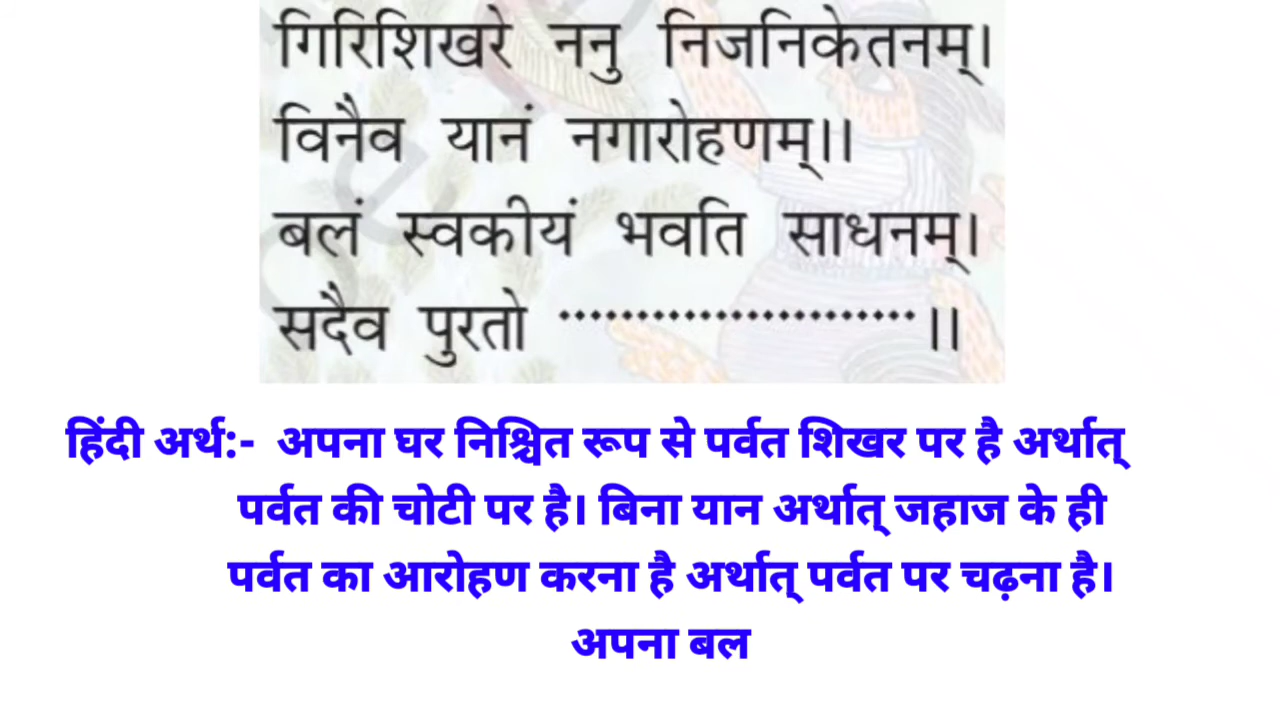 गिरिशिखरे ननु निजनिकेतनम्।
विनैव यानं नगारोहणम्।।
बलं स्वकीयं भवति साधनम्।
सदैव पुरतो ........................ ।।
हिंदी अर्थ:- अपना घर निश्चित रूप से पर्वत शिखर पर है अर्थात्
पर्वत की चोटी पर है। बिना यान अर्थात् जहाज के ही
पर्वत का आरोहण करना है अर्थात् पर्वत पर चढ़ना है।
अपना बल